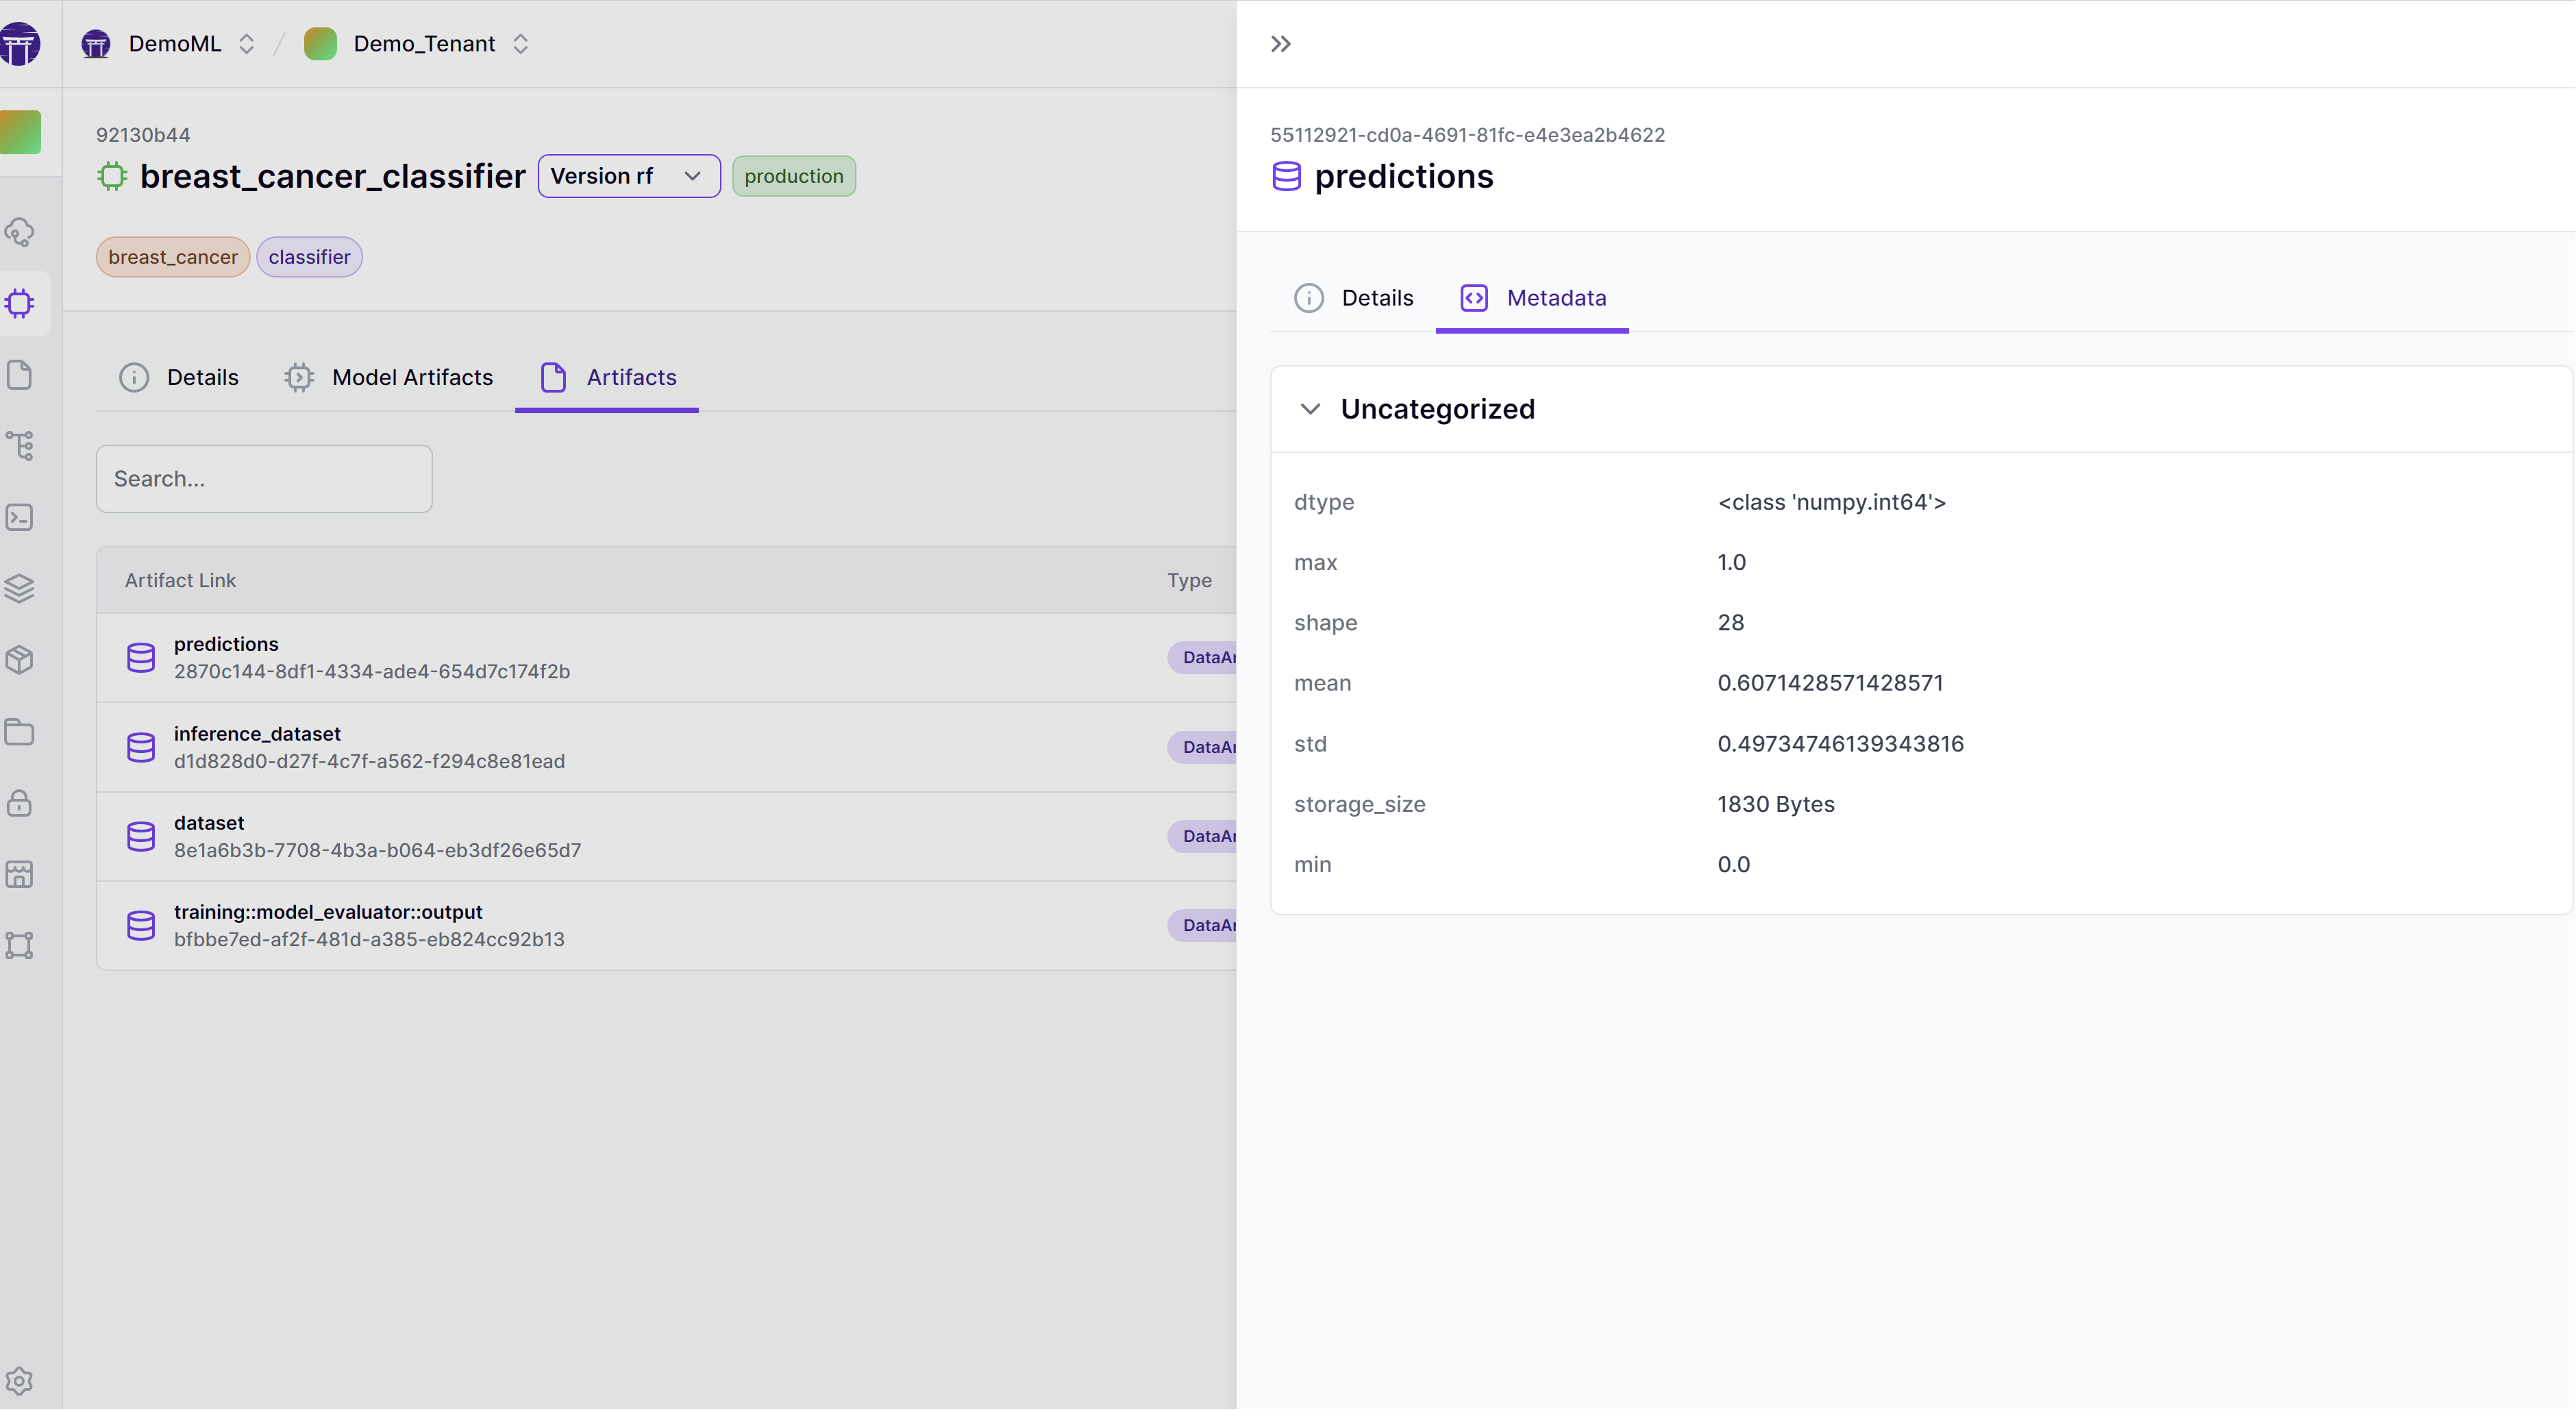 DemoML / Demo_Tenant
92130b44
breast_cancer_classifier Version rf production
breast_cancer classifier
Details Model Artifacts Artifacts
Search...
Artifact Link Type
predictions
2870c144-8df1-4334-ade4-654d7c174f2b
DataAr
inference_dataset
d1d828d0-d27f-4c7f-a562-f294c8e81ead
DataAr
dataset
8e1a6b3b-7708-4b3a-b064-eb3df26e65d7
DataAr
training::model_evaluator::output
bfbbe7ed-af2f-481d-a385-eb824cc92b13
DataAr
55112921-cd0a-4691-81fc-e4e3ea2b4622
predictions
Details Metadata
Uncategorized
dtype <class 'numpy.int64'>
max 1.0
shape 28
mean 0.6071428571428571
std 0.49734746139343816
storage_size 1830 Bytes
min 0.0